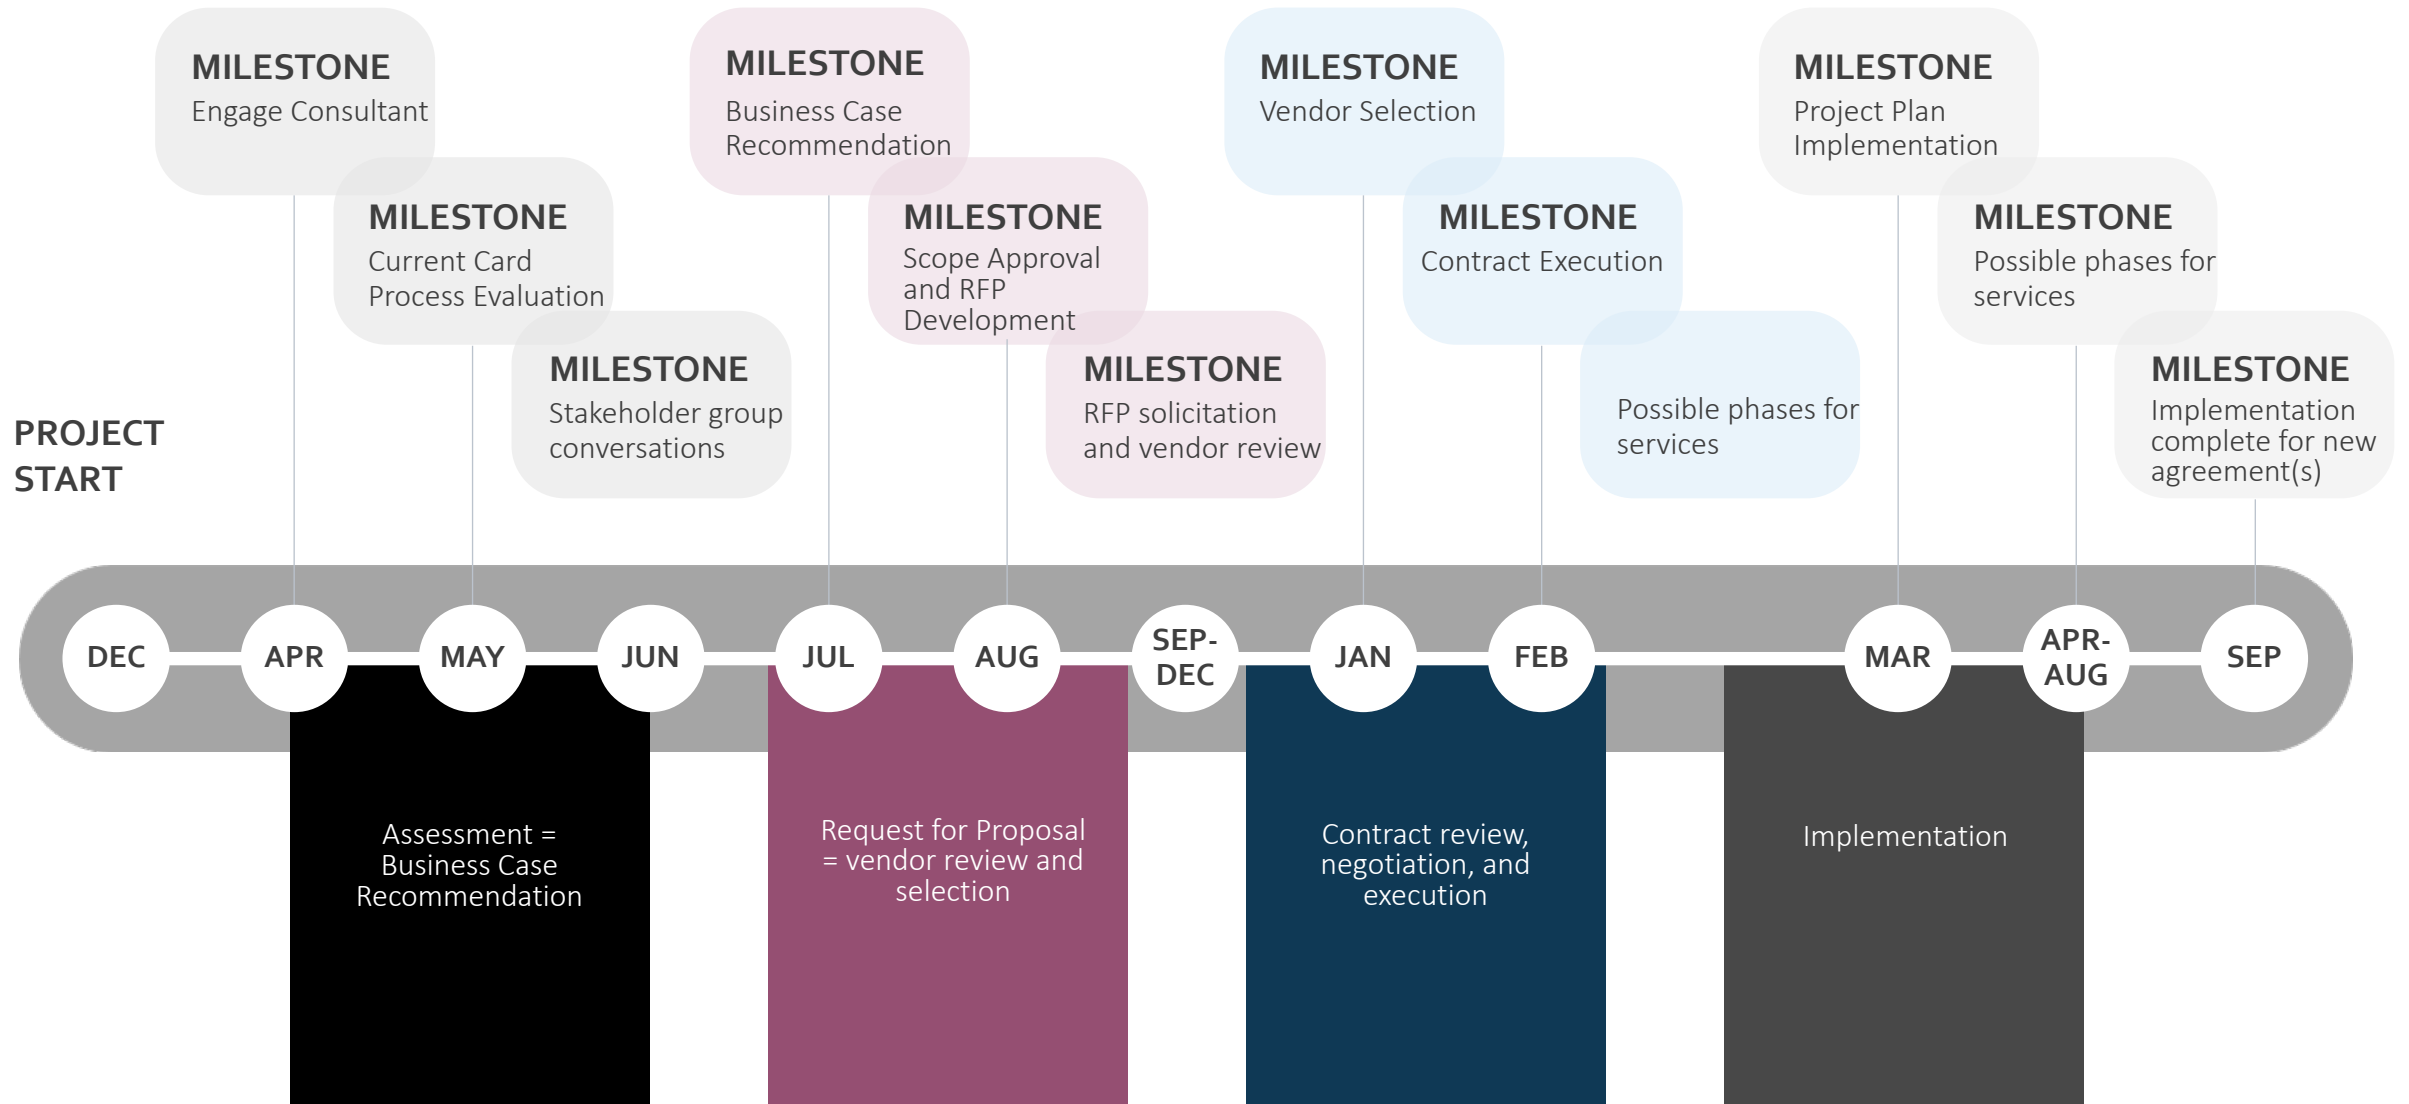 MILESTONE
Engage Consultant
MILESTONE
Current Card
Process Evaluation
MILESTONE
Stakeholder group
conversations
MILESTONE
Business Case
Recommendation
MILESTONE
Scope Approval
and RFP
Development
MILESTONE
RFP solicitation
and vendor review
MILESTONE
Vendor Selection
MILESTONE
Contract Execution
Possible phases for
services
MILESTONE
Project Plan
Implementation
MILESTONE
Possible phases for
services
MILESTONE
Implementation
complete for new
agreement(s)
PROJECT
START
DEC
APR
MAY
JUN
JUL
AUG
SEP-
DEC
JAN
FEB
MAR
APR-
AUG
SEP
Assessment =
Business Case
Recommendation
Request for Proposal
= vendor review and
selection
Contract review,
negotiation, and
execution
Implementation